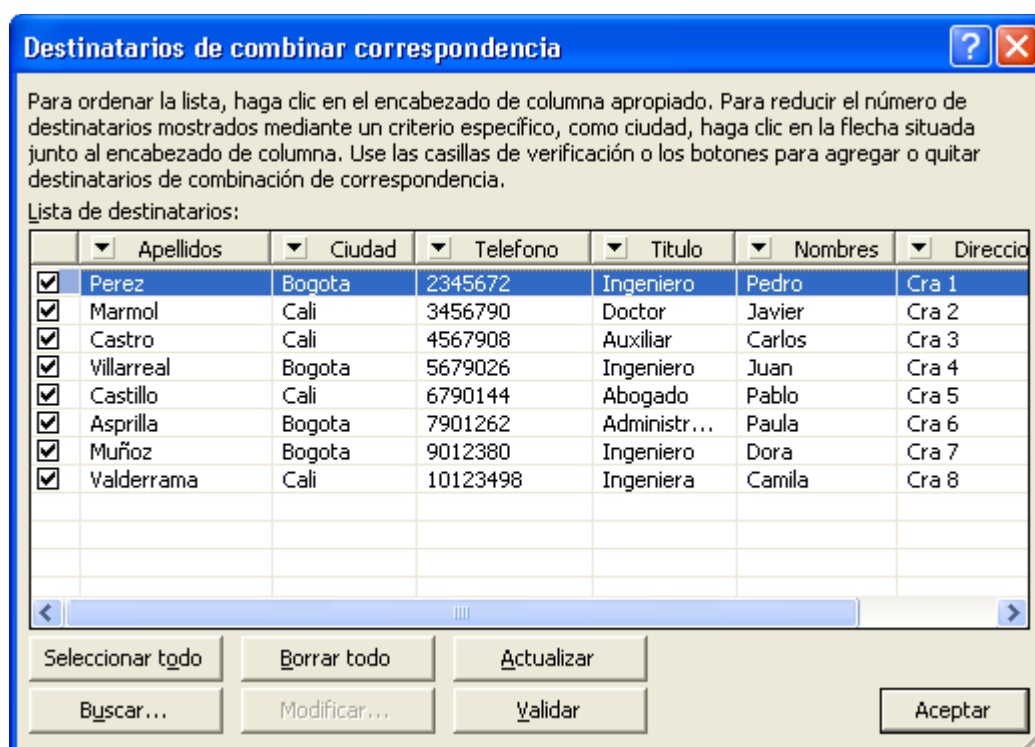 Destinatarios de combinar correspondencia
Para ordenar la lista, haga clic en el encabezado de columna apropiado. Para reducir el número de
destinatarios mostrados mediante un criterio específico, como ciudad, haga clic en la flecha situada
junto al encabezado de columna. Use las casillas de verificación o los botones para agregar o quitar
destinatarios de combinación de correspondencia.
Lista de destinatarios:
Apellidos Ciudad Telefono Titulo Nombres Direccio
Perez Bogota 2345672 Ingeniero Pedro Cra 1
Marmol Cali 3456790 Doctor Javier Cra 2
Castro Cali 4567908 Auxiliar Carlos Cra 3
Villarreal Bogota 5679026 Ingeniero Juan Cra 4
Castillo Cali 6790144 Abogado Pablo Cra 5
Asprilla Bogota 7901262 Administr... Paula Cra 6
Muñoz Bogota 9012380 Ingeniero Dora Cra 7
Valderrama Cali 10123498 Ingeniera Camila Cra 8
Seleccionar todo Borrar todo Actualizar
Buscar... Modificar... Validar Aceptar